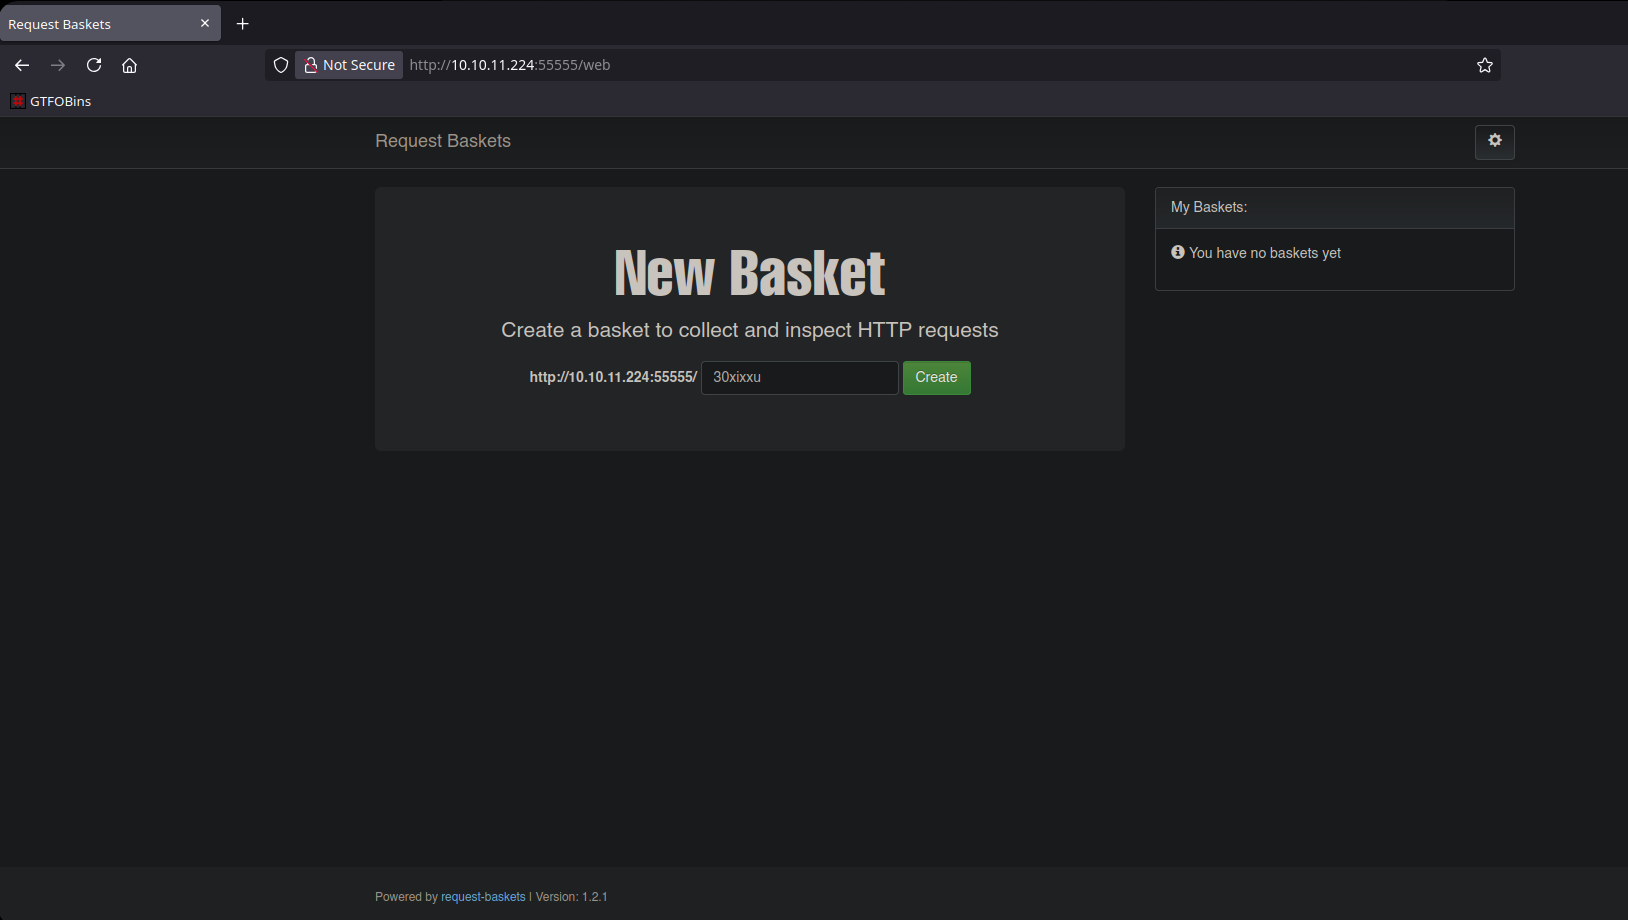 Request Baskets
Not Secure http://10.10.11.224:55555/web
GTFOBins
Request Baskets
New Basket
Create a basket to collect and inspect HTTP requests
http://10.10.11.224:55555/ 30xixxu Create
My Baskets:
You have no baskets yet
Powered by request-baskets | Version: 1.2.1